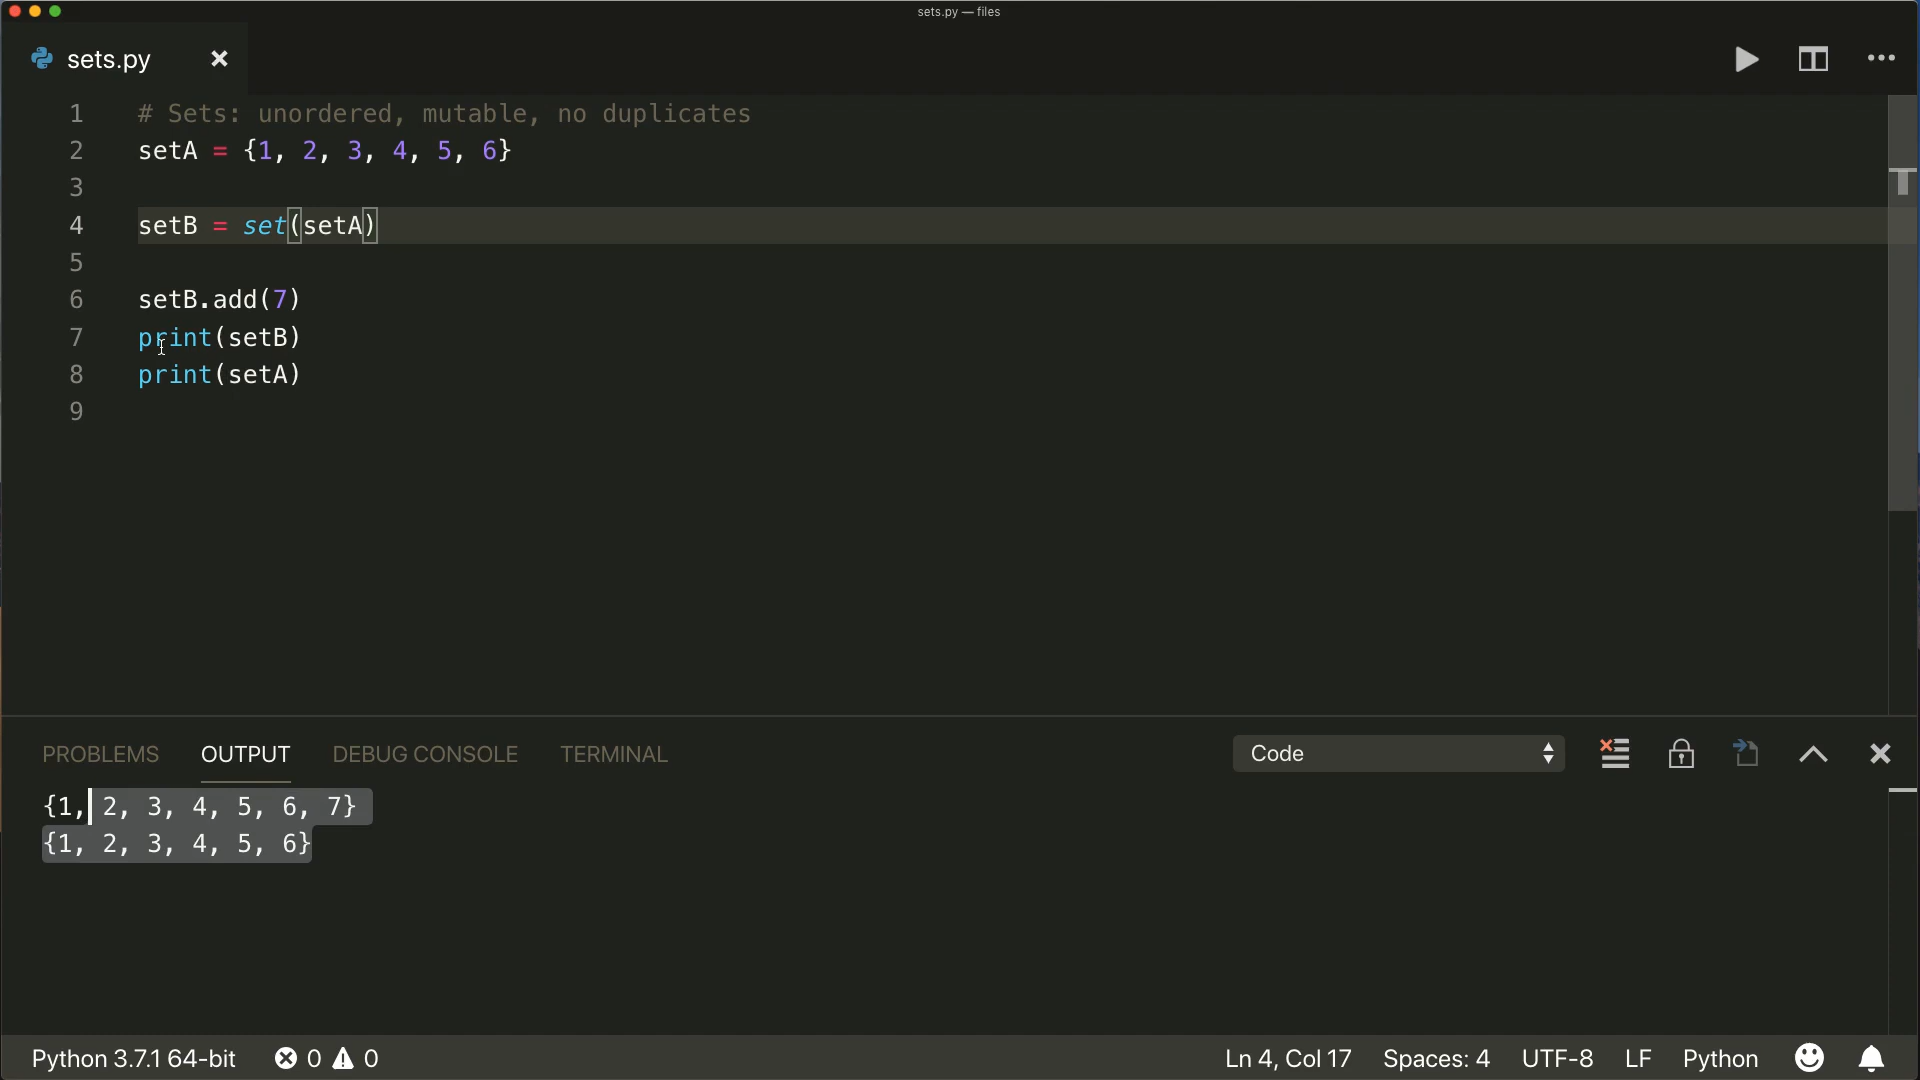 sets.py — files
sets.py
1 # Sets: unordered, mutable, no duplicates
2 setA = {1, 2, 3, 4, 5, 6}
3
4 setB = set(setA)
5
6 setB.add(7)
7 print(setB)
8 print(setA)
9
PROBLEMS OUTPUT DEBUG CONSOLE TERMINAL Code
{1, 2, 3, 4, 5, 6, 7}
{1, 2, 3, 4, 5, 6}
Python 3.7.1 64-bit 0 0 Ln 4, Col 17 Spaces: 4 UTF-8 LF Python